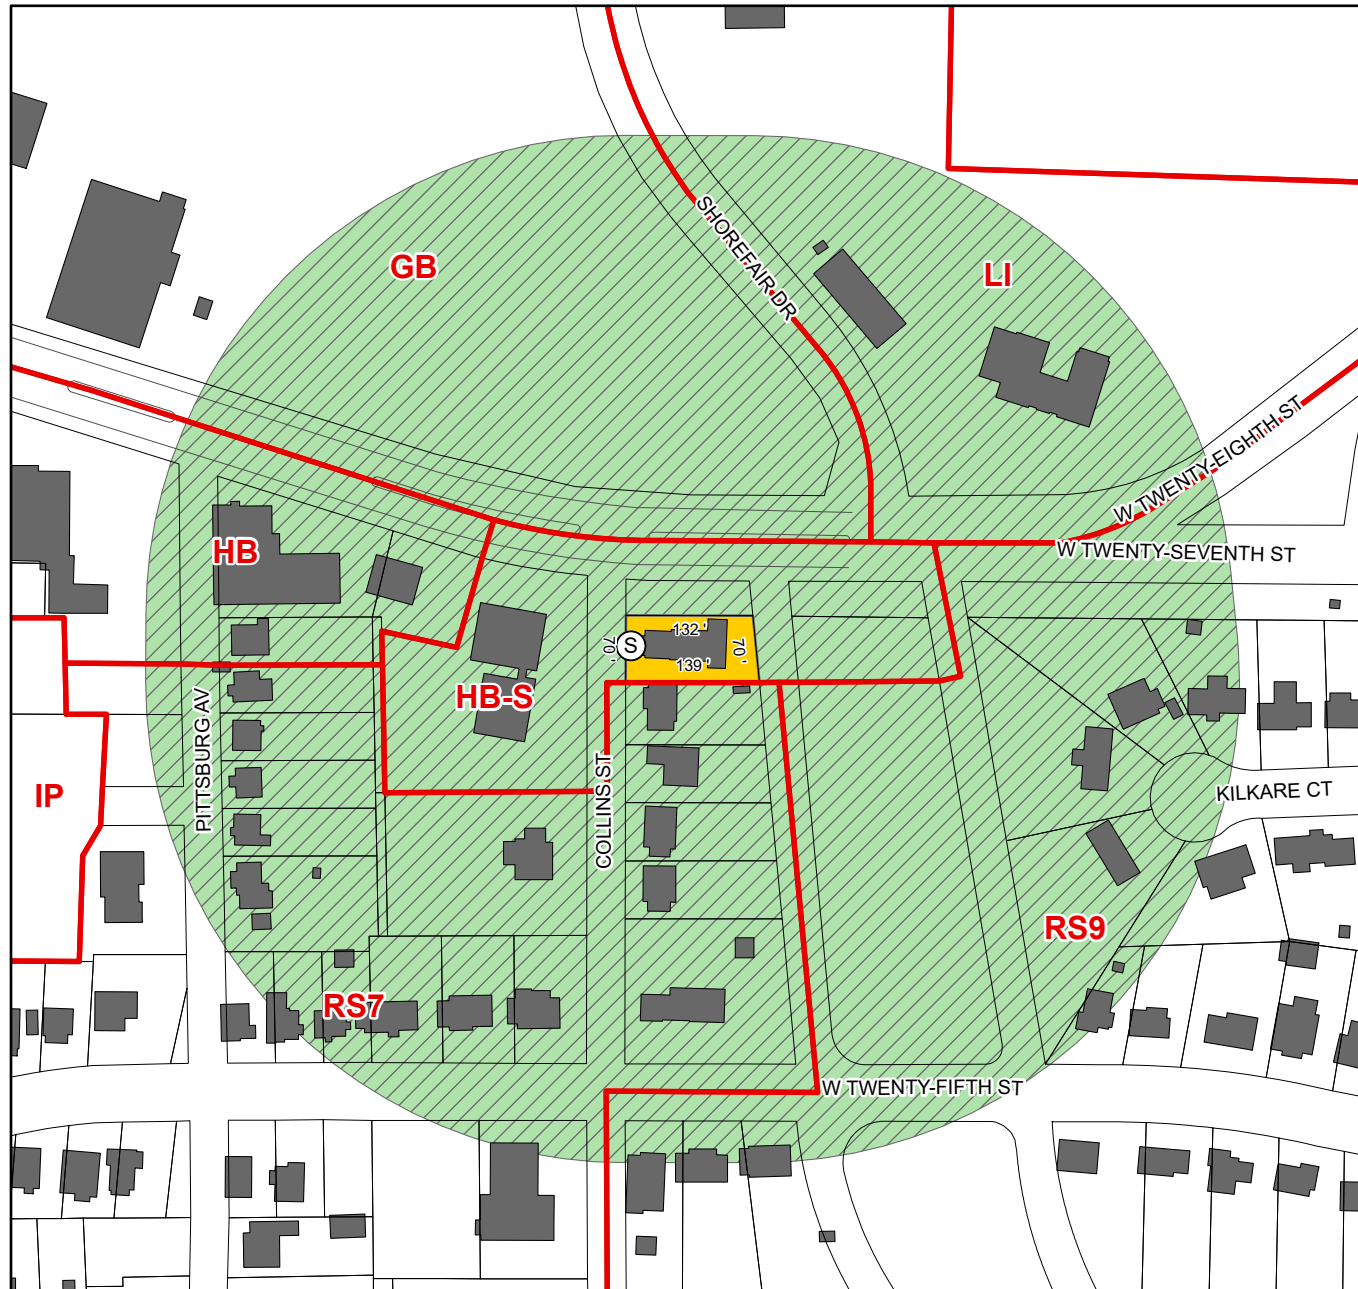 SHOREFAIR DR
GB
LI
W TWENTY-EIGHTH ST
HB
W TWENTY-SEVENTH ST
132 '
70 '
S
70 '
139 '
HB-S
PITTSBURG AV
COLLINS ST
IP
KILKARE CT
RS9
RS7
W TWENTY-FIFTH ST